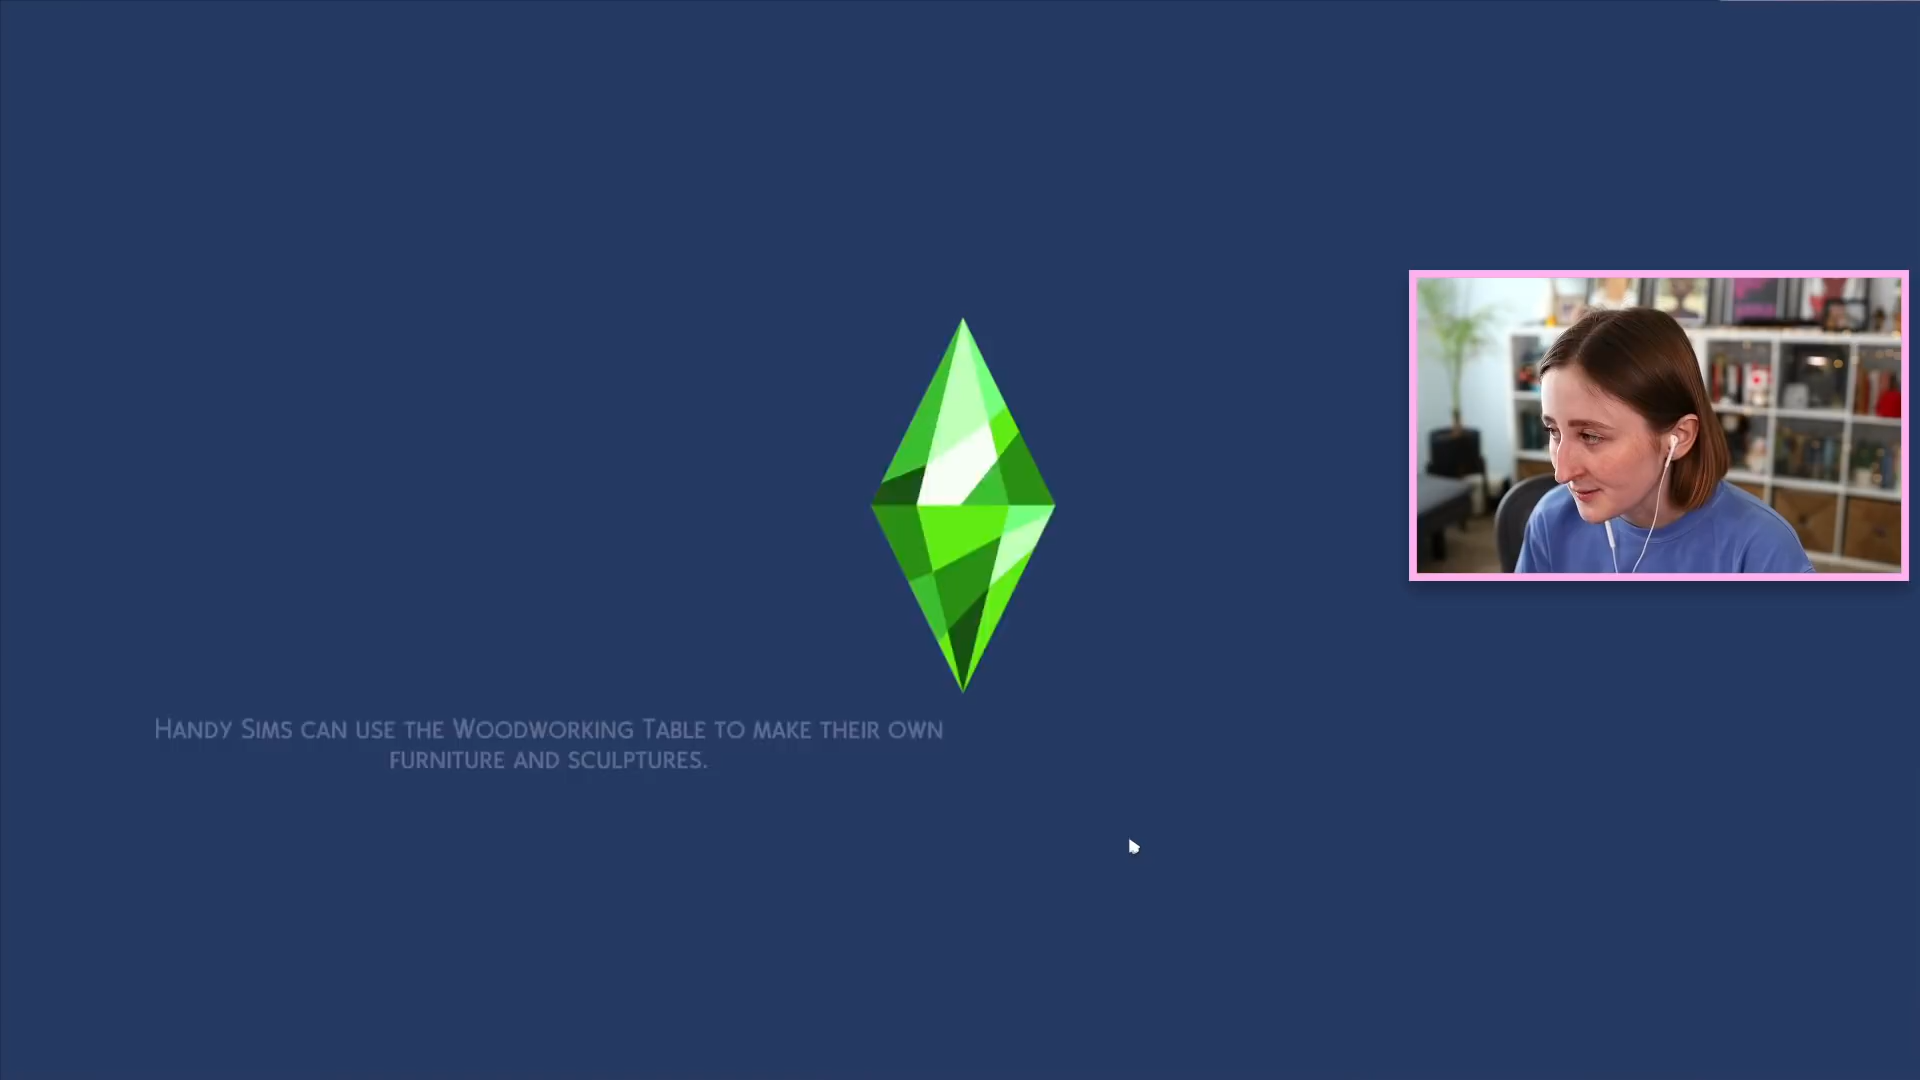 Handy Sims can use the Woodworking Table to make their own
furniture and sculptures.